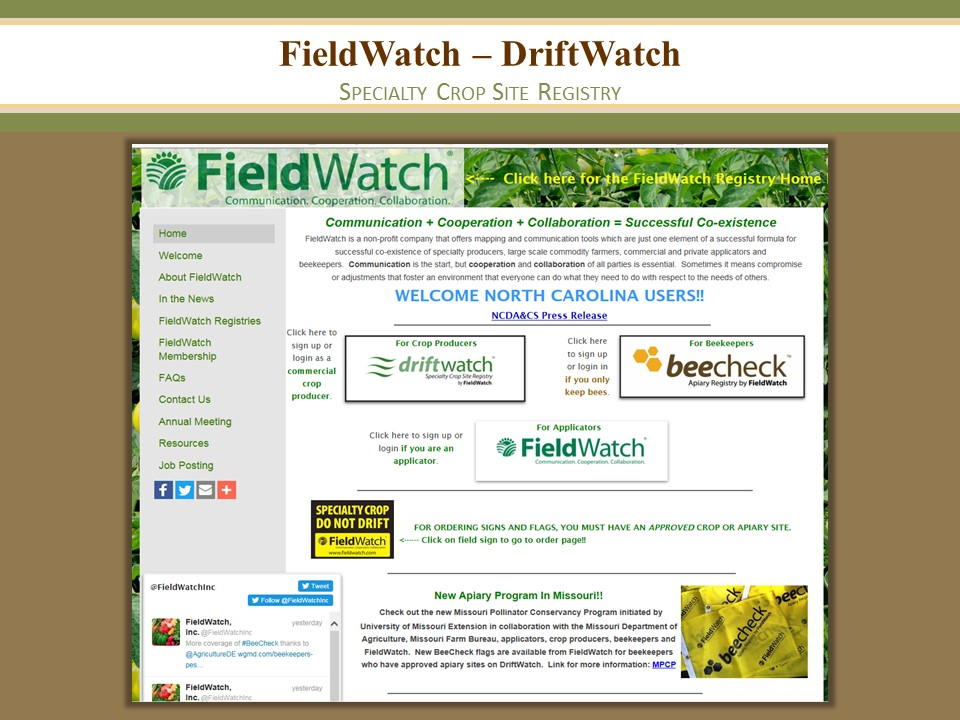 FieldWatch – DriftWatch
Specialty Crop Site Registry
FieldWatch®
Communication. Cooperation. Collaboration.
<---- Click here for the FieldWatch Registry Home
Home
Welcome
About FieldWatch
In the News
FieldWatch Registries
FieldWatch
Membership
FAQs
Contact Us
Annual Meeting
Resources
Job Posting
Communication + Cooperation + Collaboration = Successful Co-existence
FieldWatch is a non-profit company that offers mapping and communication tools which are just one element of a successful formula for
successful co-existence of specialty producers, large scale commodity farmers, commercial and private applicators and
beekeepers. Communication is the start, but cooperation and collaboration of all parties is essential. Sometimes it means compromise
or adjustments that foster an environment that everyone can do what they need to do with respect to the needs of others.
WELCOME NORTH CAROLINA USERS!!
NCDA&CS Press Release
Click here to
sign up or
login as a
commercial
crop
producer.
For Crop Producers
driftwatch™
Specialty Crop Site Registry
by FieldWatch
Click here
to sign up
or login in
if you only
keep bees.
For Beekeepers
beecheck™
Apiary Registry by FieldWatch
Click here to sign up or
login if you are an
applicator.
For Applicators
FieldWatch®
Communication. Cooperation. Collaboration.
SPECIALTY CROP
DO NOT DRIFT
FieldWatch
www.fieldwatch.com
FOR ORDERING SIGNS AND FLAGS, YOU MUST HAVE AN APPROVED CROP OR APIARY SITE.
<----- Click on field sign to go to order page!!
@FieldWatchInc
Tweet
Follow @FieldWatchInc
FieldWatch, yesterday
Inc. @FieldWatchInc
More coverage of #BeeCheck thanks to
@AgricultureDE wgmd.com/beekeepers-
pes...
FieldWatch, yesterday
Inc. @FieldWatchInc
New Apiary Program In Missouri!!
Check out the new Missouri Pollinator Conservancy Program initiated by
University of Missouri Extension in collaboration with the Missouri Department of
Agriculture, Missouri Farm Bureau, applicators, crop producers, beekeepers and
FieldWatch. New BeeCheck flags are available from FieldWatch for beekeepers
who have approved apiary sites on DriftWatch. Link for more information: MPCP
beecheck
beecheck